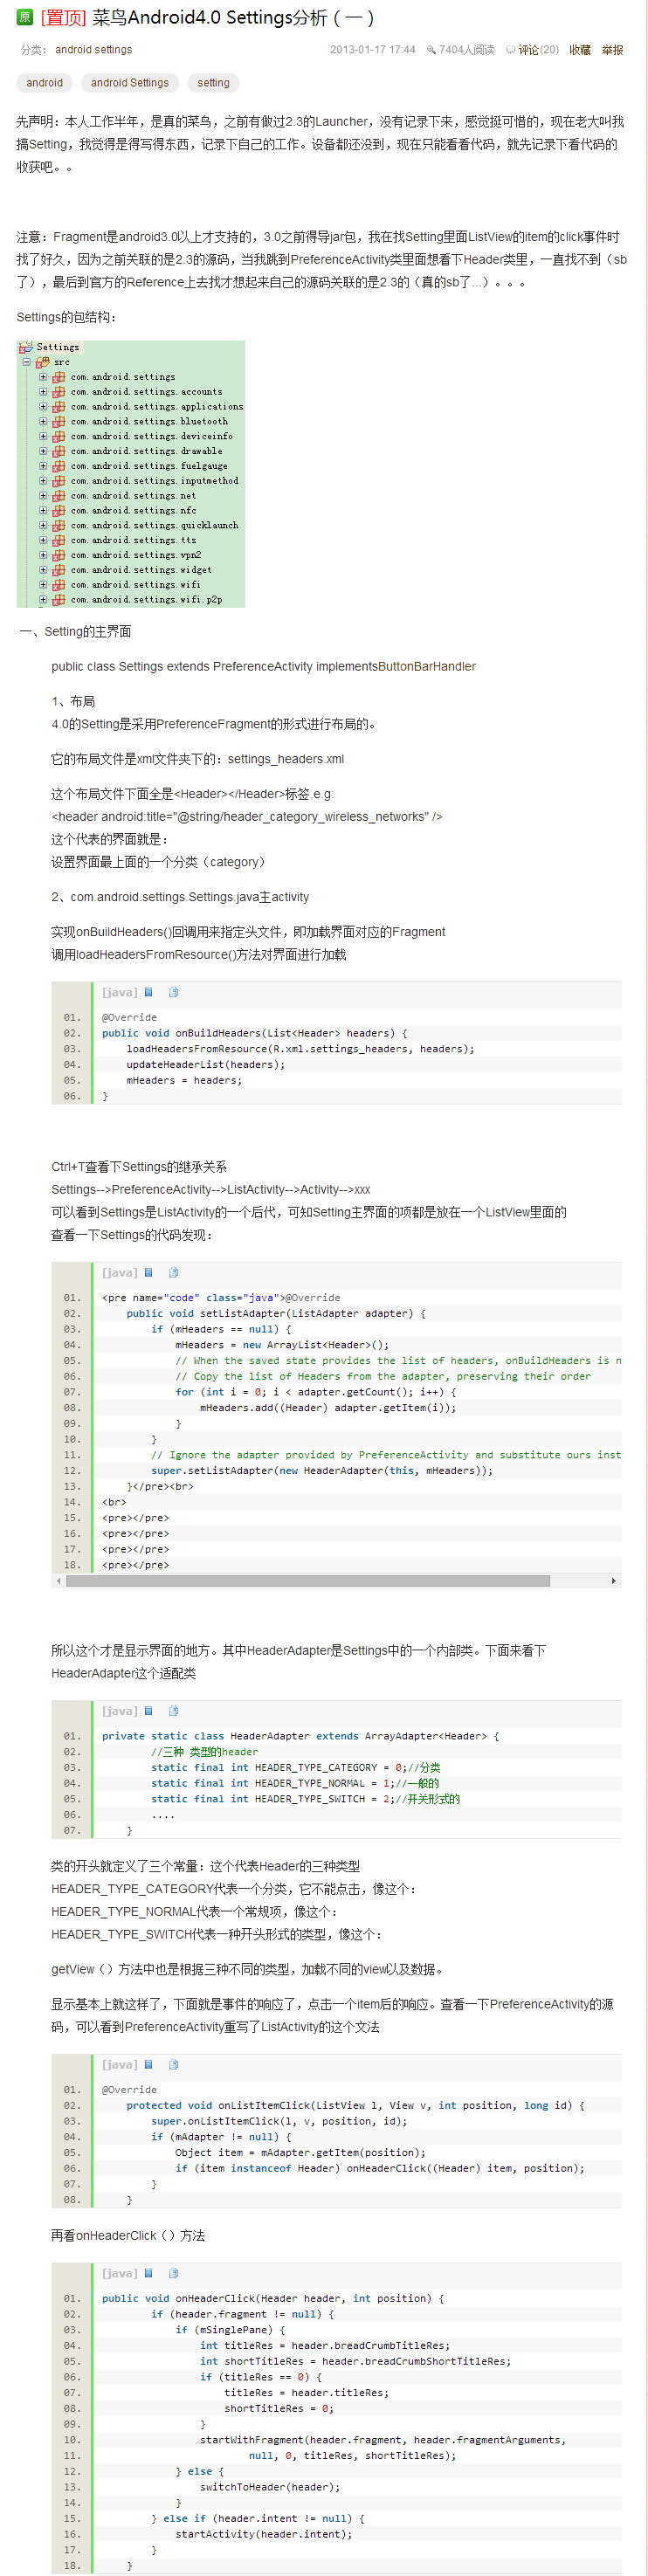 原 [置顶] 菜鸟Android4.0 Settings分析（一）
分类： android settings 2013-01-17 17:44 7404人阅读 评论(20) 收藏 举报
android android Settings setting
先声明：本人工作半年，是真的菜鸟，之前有做过2.3的Launcher，没有记录下来，感觉挺可惜的，现在老大叫我
搞Setting，我觉得是得写得东西，记录下自己的工作。设备都还没到，现在只能看看代码，就先记录下看代码的
收获吧。。
注意：Fragment是android3.0以上才支持的，3.0之前得导jar包，我在找Setting里面ListView的item的click事件时
找了好久，因为之前关联的是2.3的源码，当我跳到PreferenceActivity类里面想看下Header类里，一直找不到（sb
了），最后到官方的Reference上去找才想起来自己的源码关联的是2.3的（真的sb了...）。。。
Settings的包结构：
Settings
src
com.android.settings
com.android.settings.accounts
com.android.settings.applications
com.android.settings.bluetooth
com.android.settings.deviceinfo
com.android.settings.drawable
com.android.settings.fuelgauge
com.android.settings.inputmethod
com.android.settings.net
com.android.settings.nfc
com.android.settings.quicklaunch
com.android.settings.tts
com.android.settings.vpn2
com.android.settings.widget
com.android.settings.wifi
com.android.settings.wifi.p2p
一、Setting的主界面
public class Settings extends PreferenceActivity implementsButtonBarHandler
1、布局
4.0的Setting是采用PreferenceFragment的形式进行布局的。
它的布局文件是xml文件夹下的：settings_headers.xml
这个布局文件下面全是<Header></Header>标签,e.g:
<header android:title="@string/header_category_wireless_networks" />
这个代表的界面就是：
设置界面最上面的一个分类（category）
2、com.android.settings.Settings.java主activity
实现onBuildHeaders()回调用来指定头文件，即加载界面对应的Fragment
调用loadHeadersFromResource()方法对界面进行加载
[java]
01. @Override
02. public void onBuildHeaders(List<Header> headers) {
03. loadHeadersFromResource(R.xml.settings_headers, headers);
04. updateHeaderList(headers);
05. mHeaders = headers;
06. }
Ctrl+T查看下Settings的继承关系
Settings-->PreferenceActivity-->ListActivity-->Activity-->xxx
可以看到Settings是ListActivity的一个后代，可知Setting主界面的项都是放在一个ListView里面的
查看一下Settings的代码发现：
[java]
01. <pre name="code" class="java">@Override
02. public void setListAdapter(ListAdapter adapter) {
03. if (mHeaders == null) {
04. mHeaders = new ArrayList<Header>();
05. // When the saved state provides the list of headers, onBuildHeaders is n
06. // Copy the list of Headers from the adapter, preserving their order
07. for (int i = 0; i < adapter.getCount(); i++) {
08. mHeaders.add((Header) adapter.getItem(i));
09. }
10. }
11. // Ignore the adapter provided by PreferenceActivity and substitute ours inst
12. super.setListAdapter(new HeaderAdapter(this, mHeaders));
13. }</pre><br>
14. <br>
15. <pre></pre>
16. <pre></pre>
17. <pre></pre>
18. <pre></pre>
所以这个才是显示界面的地方。其中HeaderAdapter是Settings中的一个内部类。下面来看下
HeaderAdapter这个适配类
[java]
01. private static class HeaderAdapter extends ArrayAdapter<Header> {
02. //三种 类型的header
03. static final int HEADER_TYPE_CATEGORY = 0;//分类
04. static final int HEADER_TYPE_NORMAL = 1;//一般的
05. static final int HEADER_TYPE_SWITCH = 2;//开关形式的
06. ....
07. }
类的开头就定义了三个常量：这个代表Header的三种类型
HEADER_TYPE_CATEGORY代表一个分类，它不能点击，像这个：
HEADER_TYPE_NORMAL代表一个常规项，像这个：
HEADER_TYPE_SWITCH代表一种开头形式的类型，像这个：
getView（）方法中也是根据三种不同的类型，加载不同的view以及数据。
显示基本上就这样了，下面就是事件的响应了，点击一个item后的响应。查看一下PreferenceActivity的源
码，可以看到PreferenceActivity重写了ListActivity的这个文法
[java]
01. @Override
02. protected void onListItemClick(ListView l, View v, int position, long id) {
03. super.onListItemClick(l, v, position, id);
04. if (mAdapter != null) {
05. Object item = mAdapter.getItem(position);
06. if (item instanceof Header) onHeaderClick((Header) item, position);
07. }
08. }
再看onHeaderClick（）方法
[java]
01. public void onHeaderClick(Header header, int position) {
02. if (header.fragment != null) {
03. if (mSinglePane) {
04. int titleRes = header.breadCrumbTitleRes;
05. int shortTitleRes = header.breadCrumbShortTitleRes;
06. if (titleRes == 0) {
07. titleRes = header.titleRes;
08. shortTitleRes = 0;
09. }
10. startWithFragment(header.fragment, header.fragmentArguments,
11. null, 0, titleRes, shortTitleRes);
12. } else {
13. switchToHeader(header);
14. }
15. } else if (header.intent != null) {
16. startActivity(header.intent);
17. }
18. }